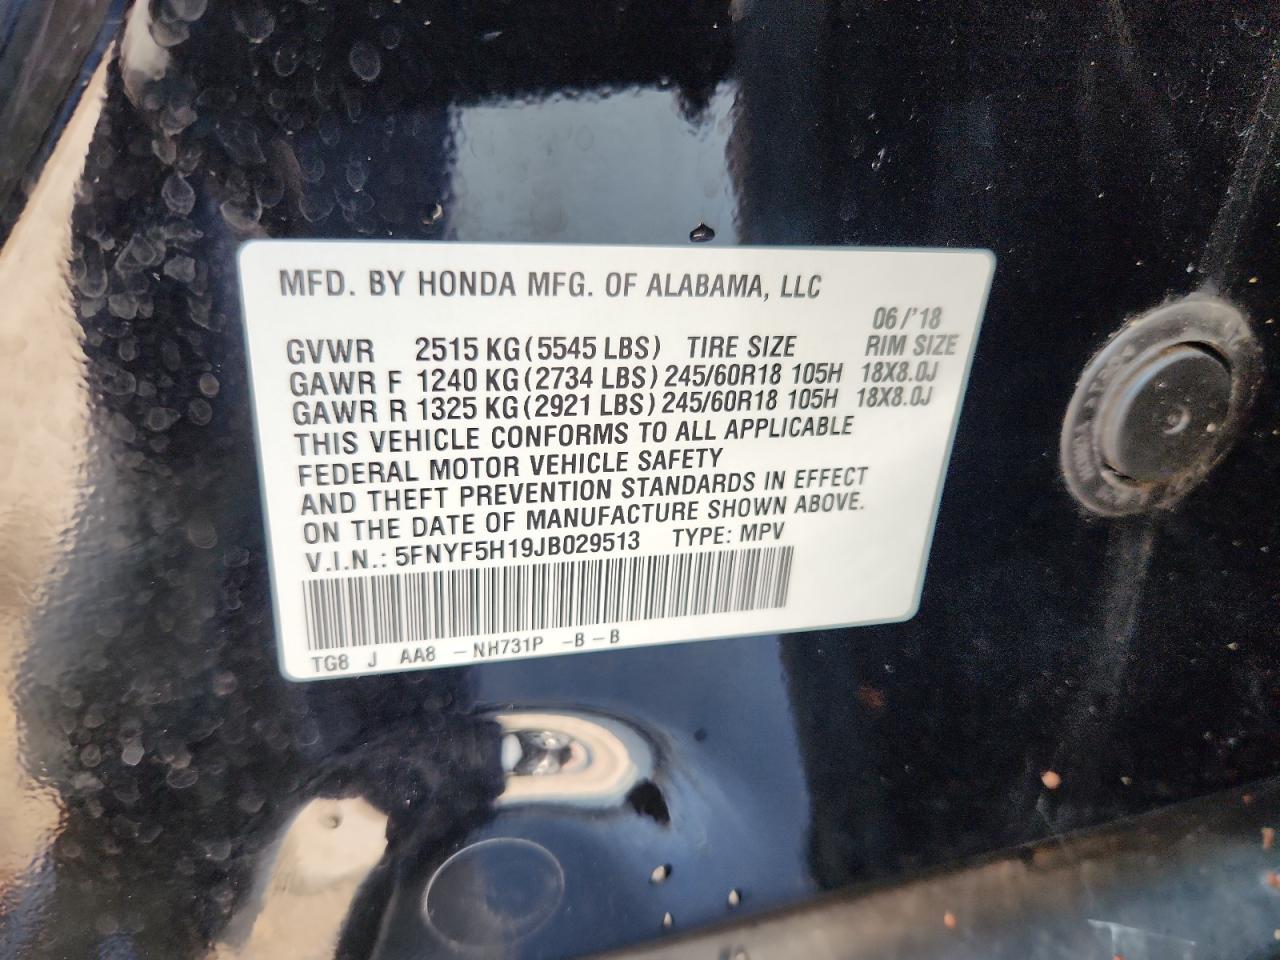 MFD. BY HONDA MFG. OF ALABAMA, LLC
06/'18
GVWR 2515 KG (5545 LBS) TIRE SIZE RIM SIZE
GAWR F 1240 KG (2734 LBS) 245/60R18 105H 18X8.0J
GAWR R 1325 KG (2921 LBS) 245/60R18 105H 18X8.0J
THIS VEHICLE CONFORMS TO ALL APPLICABLE
FEDERAL MOTOR VEHICLE SAFETY
AND THEFT PREVENTION STANDARDS IN EFFECT
ON THE DATE OF MANUFACTURE SHOWN ABOVE.
V.I.N.: 5FNYF5H19JB029513 TYPE: MPV
TG8 J AA8 - NH731P -B - B